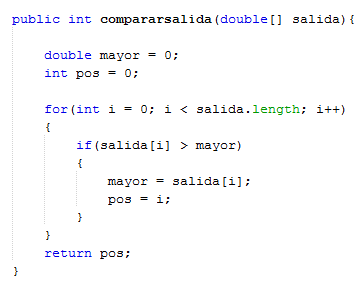 public int compararsalida(double[] salida){
double mayor = 0;
int pos = 0;
for(int i = 0; i < salida.length; i++)
{
if(salida[i] > mayor)
{
mayor = salida[i];
pos = i;
}
}
return pos;
}